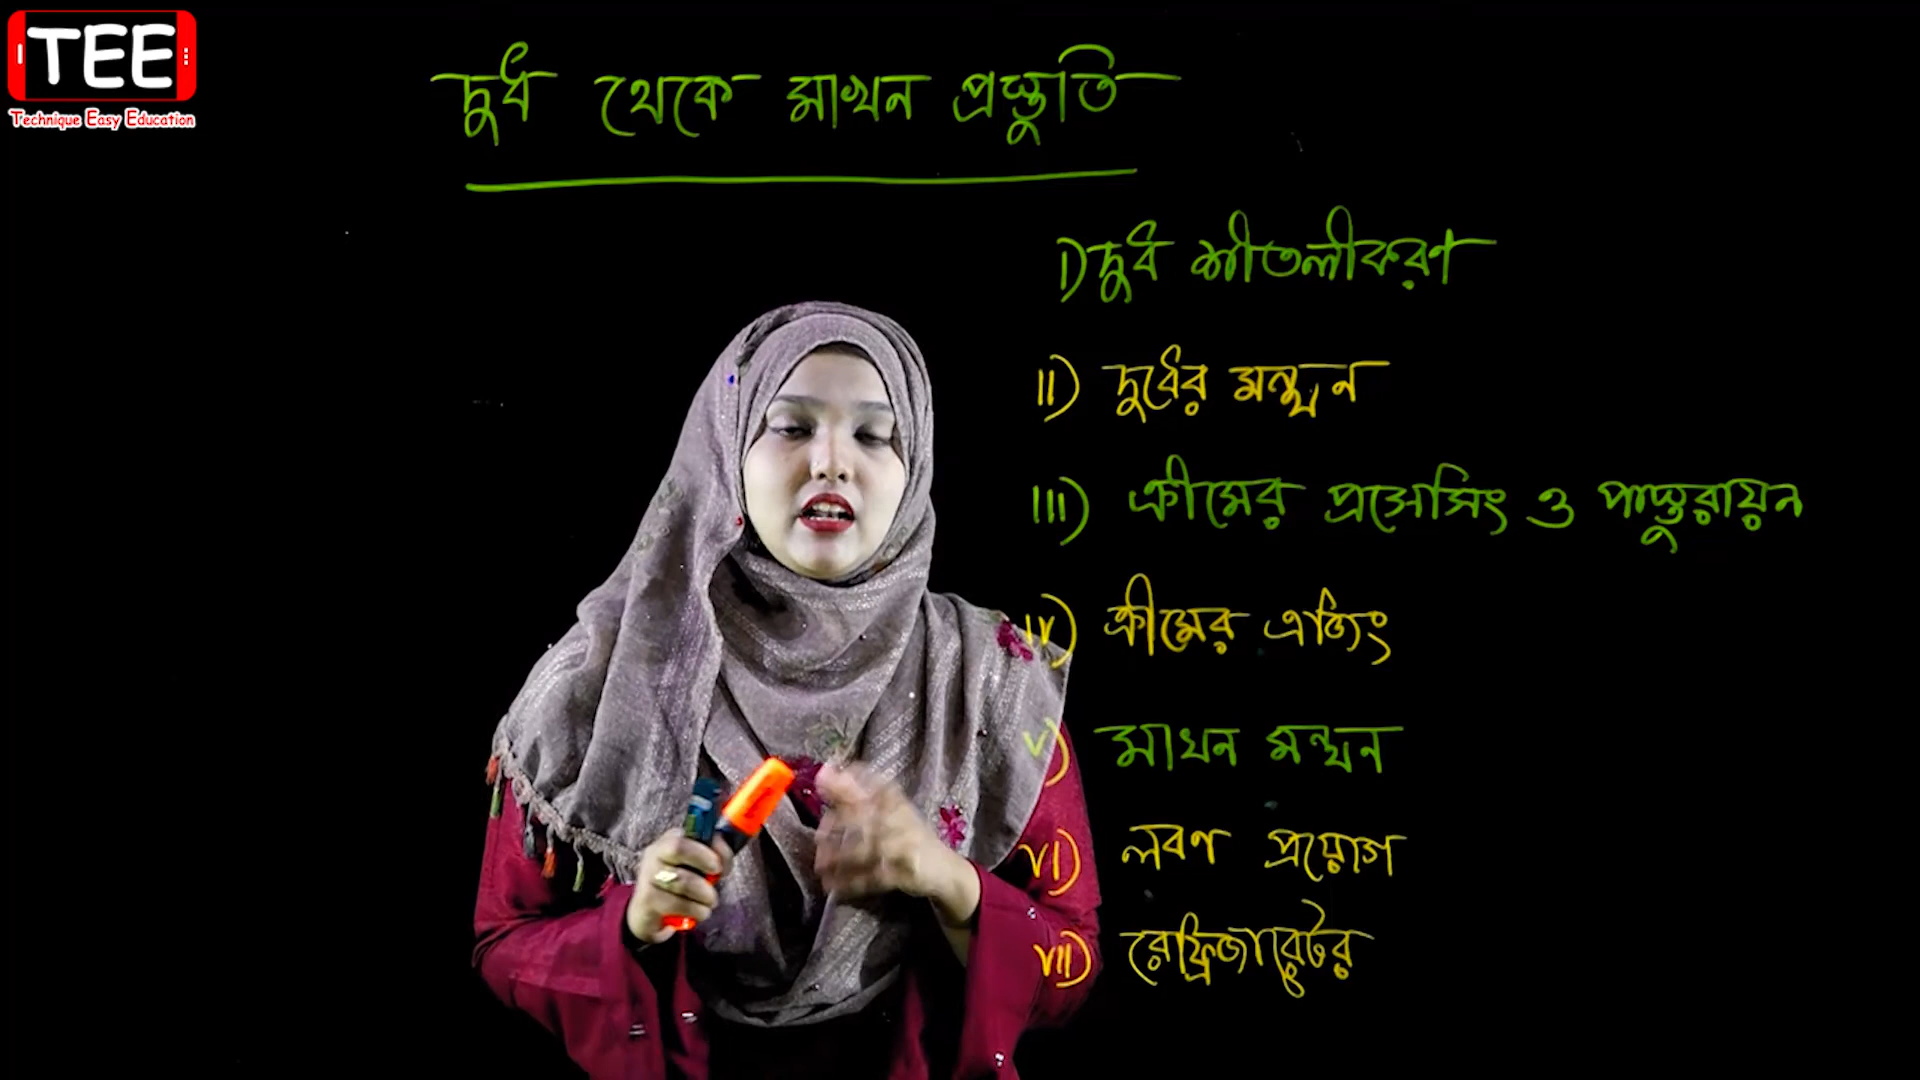 TEE
Technique Easy Education
দুধ থেকে মাখন প্রস্তুতি
I) দুধ শীতলীকরণ
II) দুধের মন্থন
III) ক্রীমের প্রসেসিং ও পাস্তুরায়ন
IV) ক্রীমের এজিং
V) মাখন মন্থন
VI) লবণ প্রয়োগ
VII) রেফ্রিজারেটর